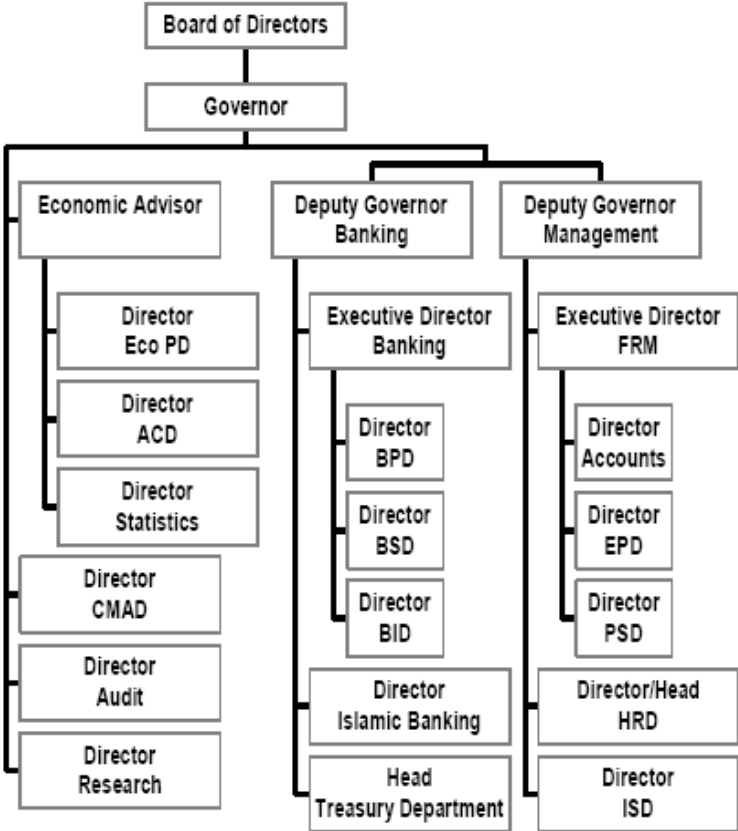 Board of Directors
Governor
Economic Advisor
Director
Eco PD
Director
ACD
Director
Statistics
Director
CMAD
Director
Audit
Director
Research
Deputy Governor
Banking
Executive Director
Banking
Director
BPD
Director
BSD
Director
BID
Director
Islamic Banking
Head
Treasury Department
Deputy Governor
Management
Executive Director
FRM
Director
Accounts
Director
EPD
Director
PSD
Director/Head
HRD
Director
ISD